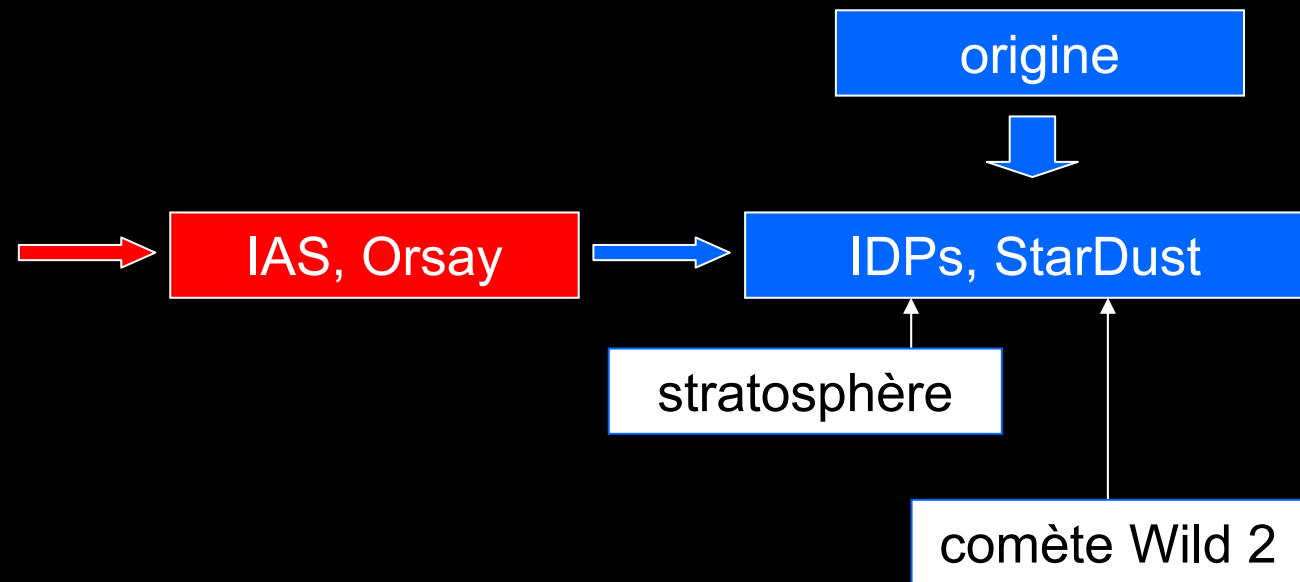 origine
IAS, Orsay
IDPs, StarDust
stratosphère
comète Wild 2